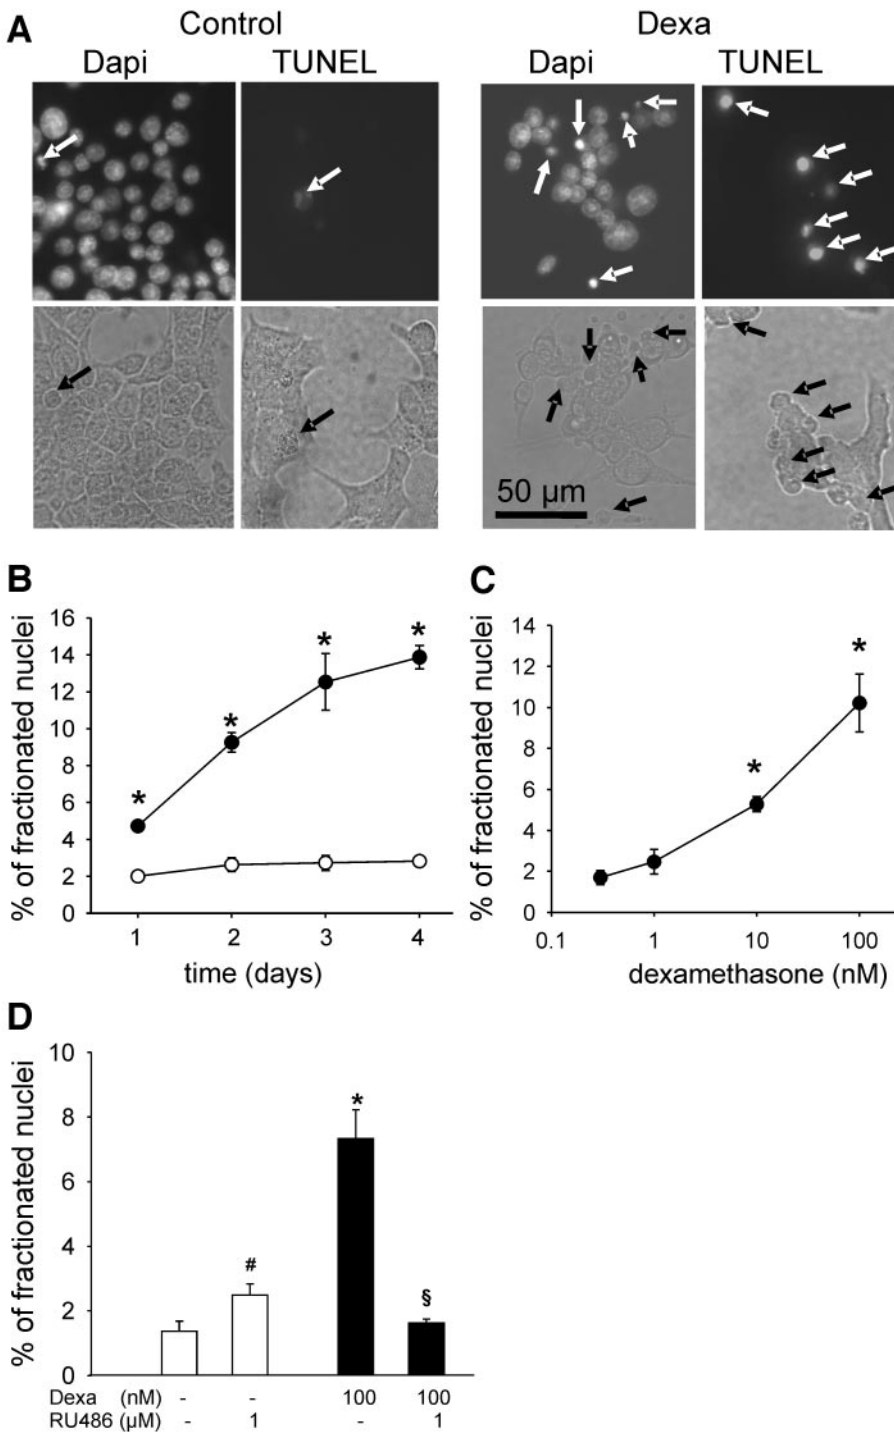 A
Control
Dexa
Dapi TUNEL
Dapi TUNEL
50 µm
B
% of fractionated nuclei
16
14
12
10
8
6
4
2
0
* * * *
1 2 3 4
time (days)
C
% of fractionated nuclei
14
12
10
8
6
4
2
0
* *
0.1 1 10 100
dexamethasone (nM)
D
% of fractionated nuclei
10
8
6
4
2
0
# * §
Dexa (nM) - - 100 100
RU486 (µM) - 1 - 1